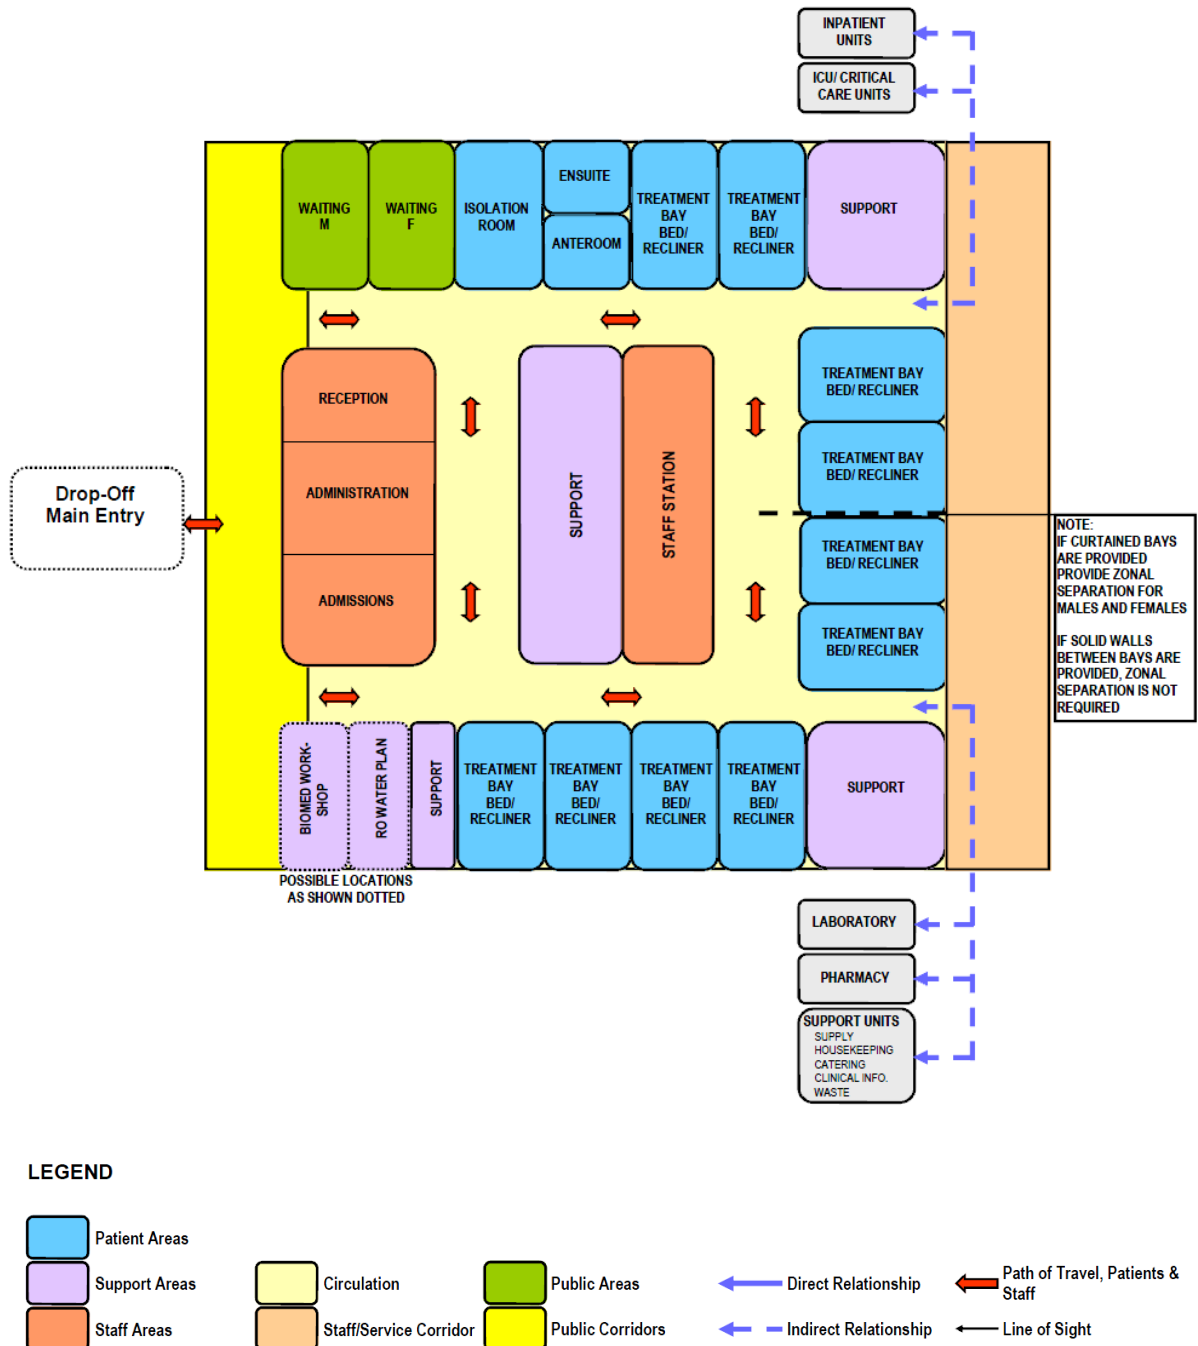 INPATIENT
UNITS
ICU/ CRITICAL
CARE UNITS
WAITING
M
WAITING
F
ISOLATION
ROOM
ENSUITE
ANTEROOM
TREATMENT
BAY
BED/
RECLINER
TREATMENT
BAY
BED/
RECLINER
SUPPORT
RECEPTION
ADMINISTRATION
ADMISSIONS
SUPPORT
STAFF STATION
TREATMENT BAY
BED/ RECLINER
TREATMENT BAY
BED/ RECLINER
TREATMENT BAY
BED/ RECLINER
TREATMENT BAY
BED/ RECLINER
Drop-Off
Main Entry
NOTE:
IF CURTAINED BAYS
ARE PROVIDED
PROVIDE ZONAL
SEPARATION FOR
MALES AND FEMALES
IF SOLID WALLS
BETWEEN BAYS ARE
PROVIDED, ZONAL
SEPARATION IS NOT
REQUIRED
BIOMED WORK-
SHOP
RO WATER PLAN
SUPPORT
TREATMENT
BAY
BED/
RECLINER
TREATMENT
BAY
BED/
RECLINER
TREATMENT
BAY
BED/
RECLINER
TREATMENT
BAY
BED/
RECLINER
SUPPORT
POSSIBLE LOCATIONS
AS SHOWN DOTTED
LABORATORY
PHARMACY
SUPPORT UNITS
SUPPLY
HOUSEKEEPING
CATERING
CLINICAL INFO.
WASTE
LEGEND
Patient Areas
Support Areas
Staff Areas
Circulation
Staff/Service Corridor
Public Areas
Public Corridors
Direct Relationship
Indirect Relationship
Path of Travel, Patients &
Staff
Line of Sight